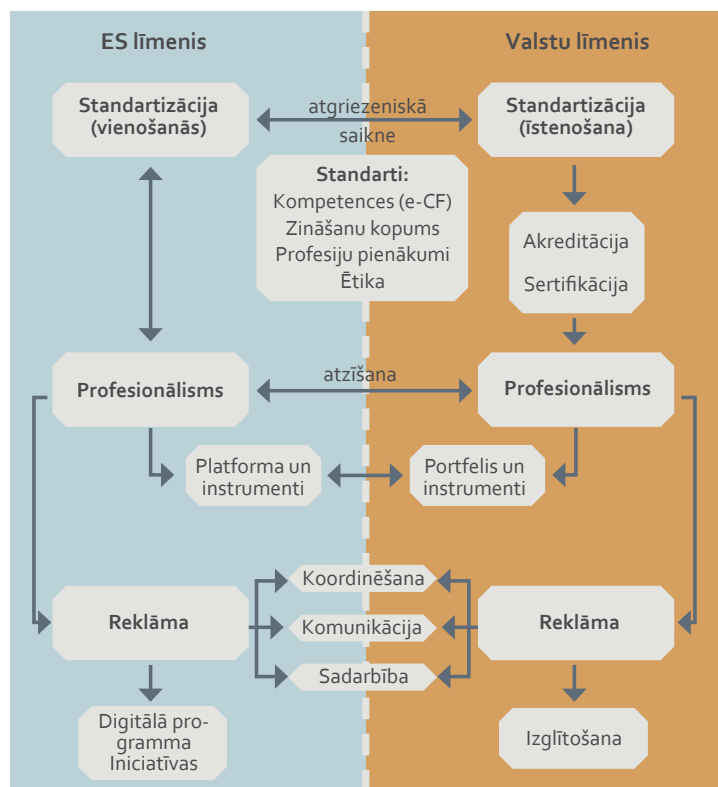 ES līmenis
Valstu līmenis
Standartizācija
(vienošanās)
atgriezeniskā
saikne
Standartizācija
(īstenošana)
Standarti:
Kompetences (e-CF)
Zināšanu kopums
Profesiju pienākumi
Ētika
Akreditācija
Sertifikācija
Profesionālisms
atzīšana
Profesionālisms
Platforma un
instrumenti
Portfelis un
instrumenti
Koordinēšana
Reklāma
Komunikācija
Reklāma
Sadarbība
Digitālā pro-
gramma
Iniciatīvas
Izglītošana